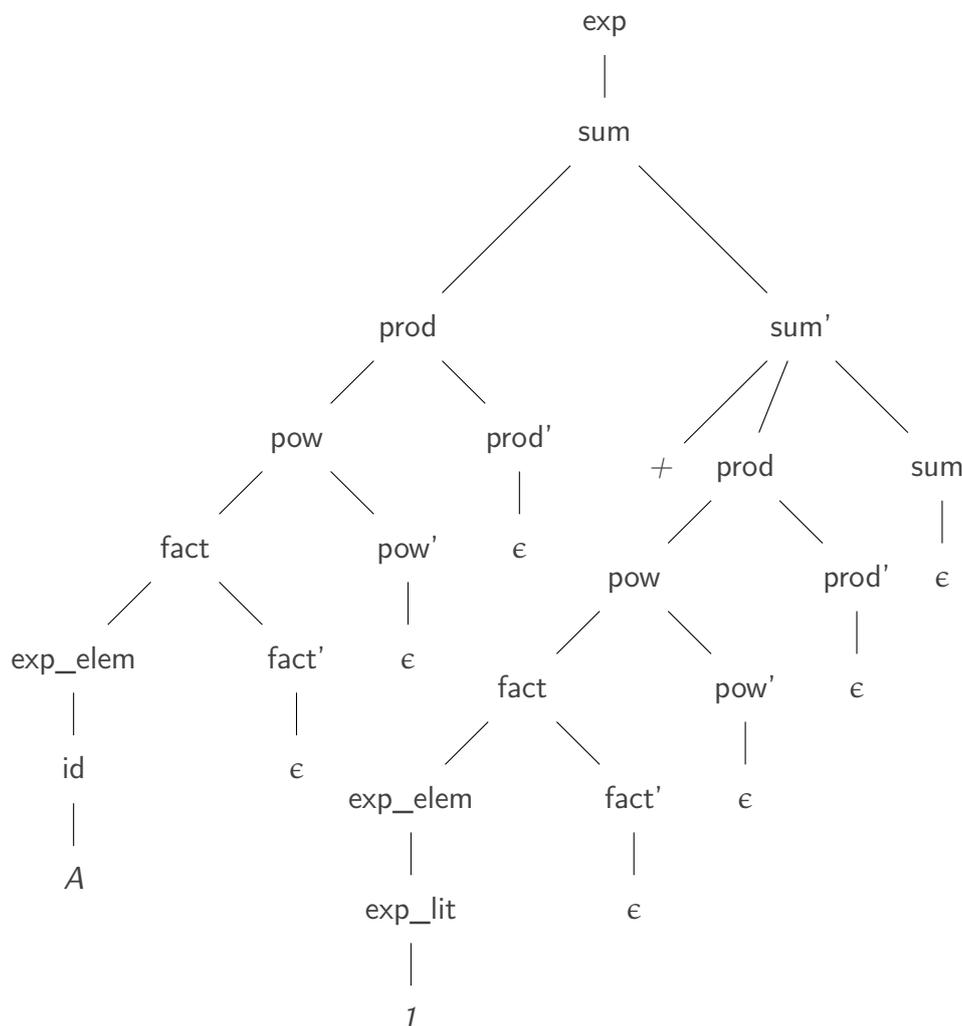 exp
sum
prod sum'
pow prod'
+ prod sum
fact pow' ϵ
pow prod' ϵ
exp_elem fact' ϵ
fact pow' ϵ
id ϵ
exp_elem fact' ϵ
A
exp_lit ϵ
1